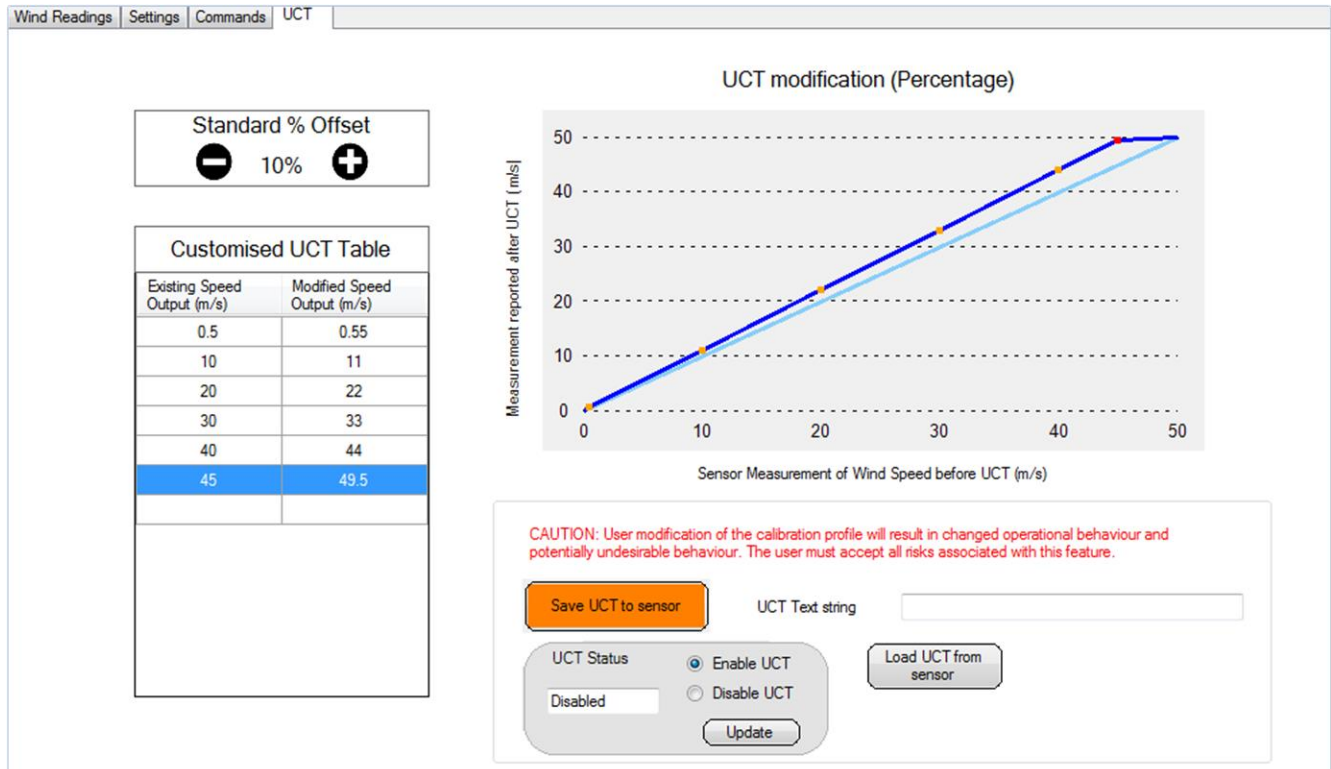 Wind Readings Settings Commands UCT
Standard % Offset
10%
Customised UCT Table
Existing Speed Output (m/s) Modified Speed Output (m/s)
0.5 0.55
10 11
20 22
30 33
40 44
45 49.5
UCT modification (Percentage)
Measurement reported after UCT (m|s|
50
40
30
20
10
0
0 10 20 30 40 50
Sensor Measurement of Wind Speed before UCT (m/s)
CAUTION: User modification of the calibration profile will result in changed operational behaviour and
potentially undesirable behaviour. The user must accept all risks associated with this feature.
Save UCT to sensor UCT Text string
UCT Status
Disabled
Enable UCT
Disable UCT
Update
Load UCT from
sensor